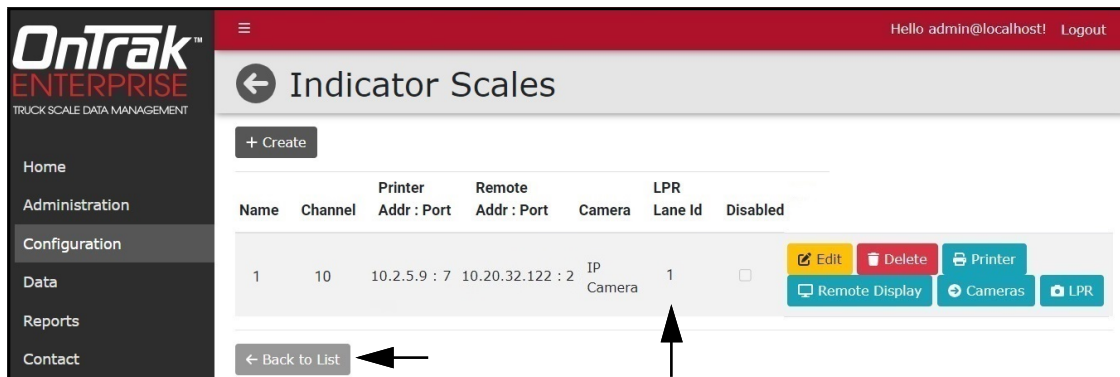 OnTrak™
ENTERPRISE
TRUCK SCALE DATA MANAGEMENT
Home
Administration
Configuration
Data
Reports
Contact
Hello admin@localhost! Logout
Indicator Scales
+ Create
Name Channel Printer Addr : Port Remote Addr : Port Camera LPR Lane Id Disabled
1 10 10.2.5.9 : 7 10.20.32.122 : 2 IP Camera 1
Edit Delete Printer
Remote Display Cameras LPR
← Back to List